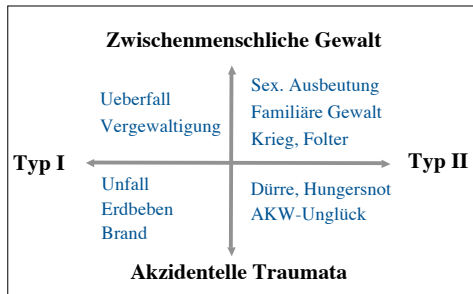 Zwischenmenschliche Gewalt
Ueberfall
Vergewaltigung
Sex. Ausbeutung
Familiäre Gewalt
Krieg, Folter
Typ I
Typ II
Unfall
Erdbeben
Brand
Dürre, Hungersnot
AKW-Unglück
Akzidentelle Traumata